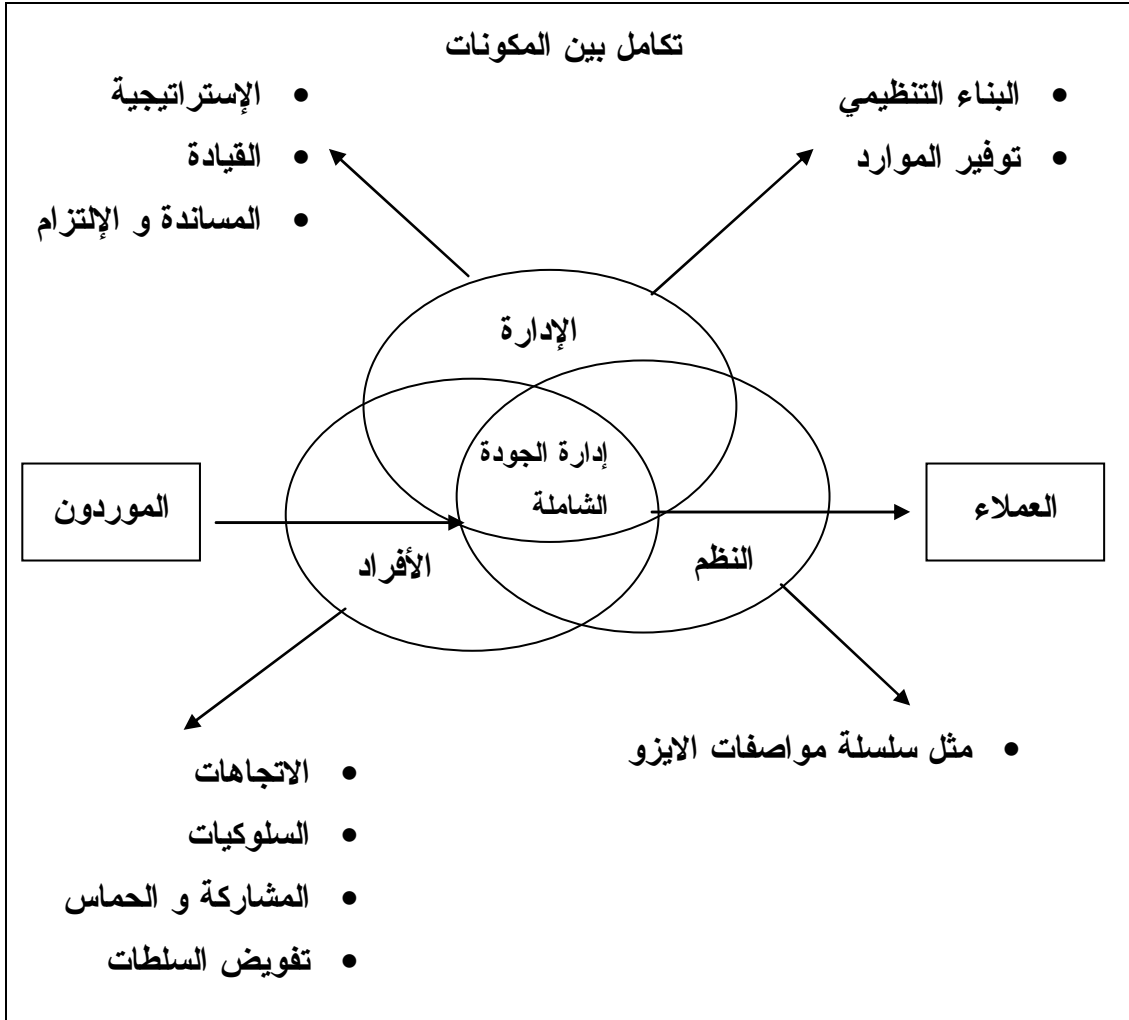 تكامل بين المكونات
• البناء التنظيمي
• توفير الموارد
• الإستراتيجية
• القيادة
• المساندة و الإلتزام
الإدارة
إدارة الجودة
الشاملة
العملاء
الموردون
النظم
الأفراد
• مثل سلسلة مواصفات الايزو
• الاتجاهات
• السلوكيات
• المشاركة و الحماس
• تفويض السلطات